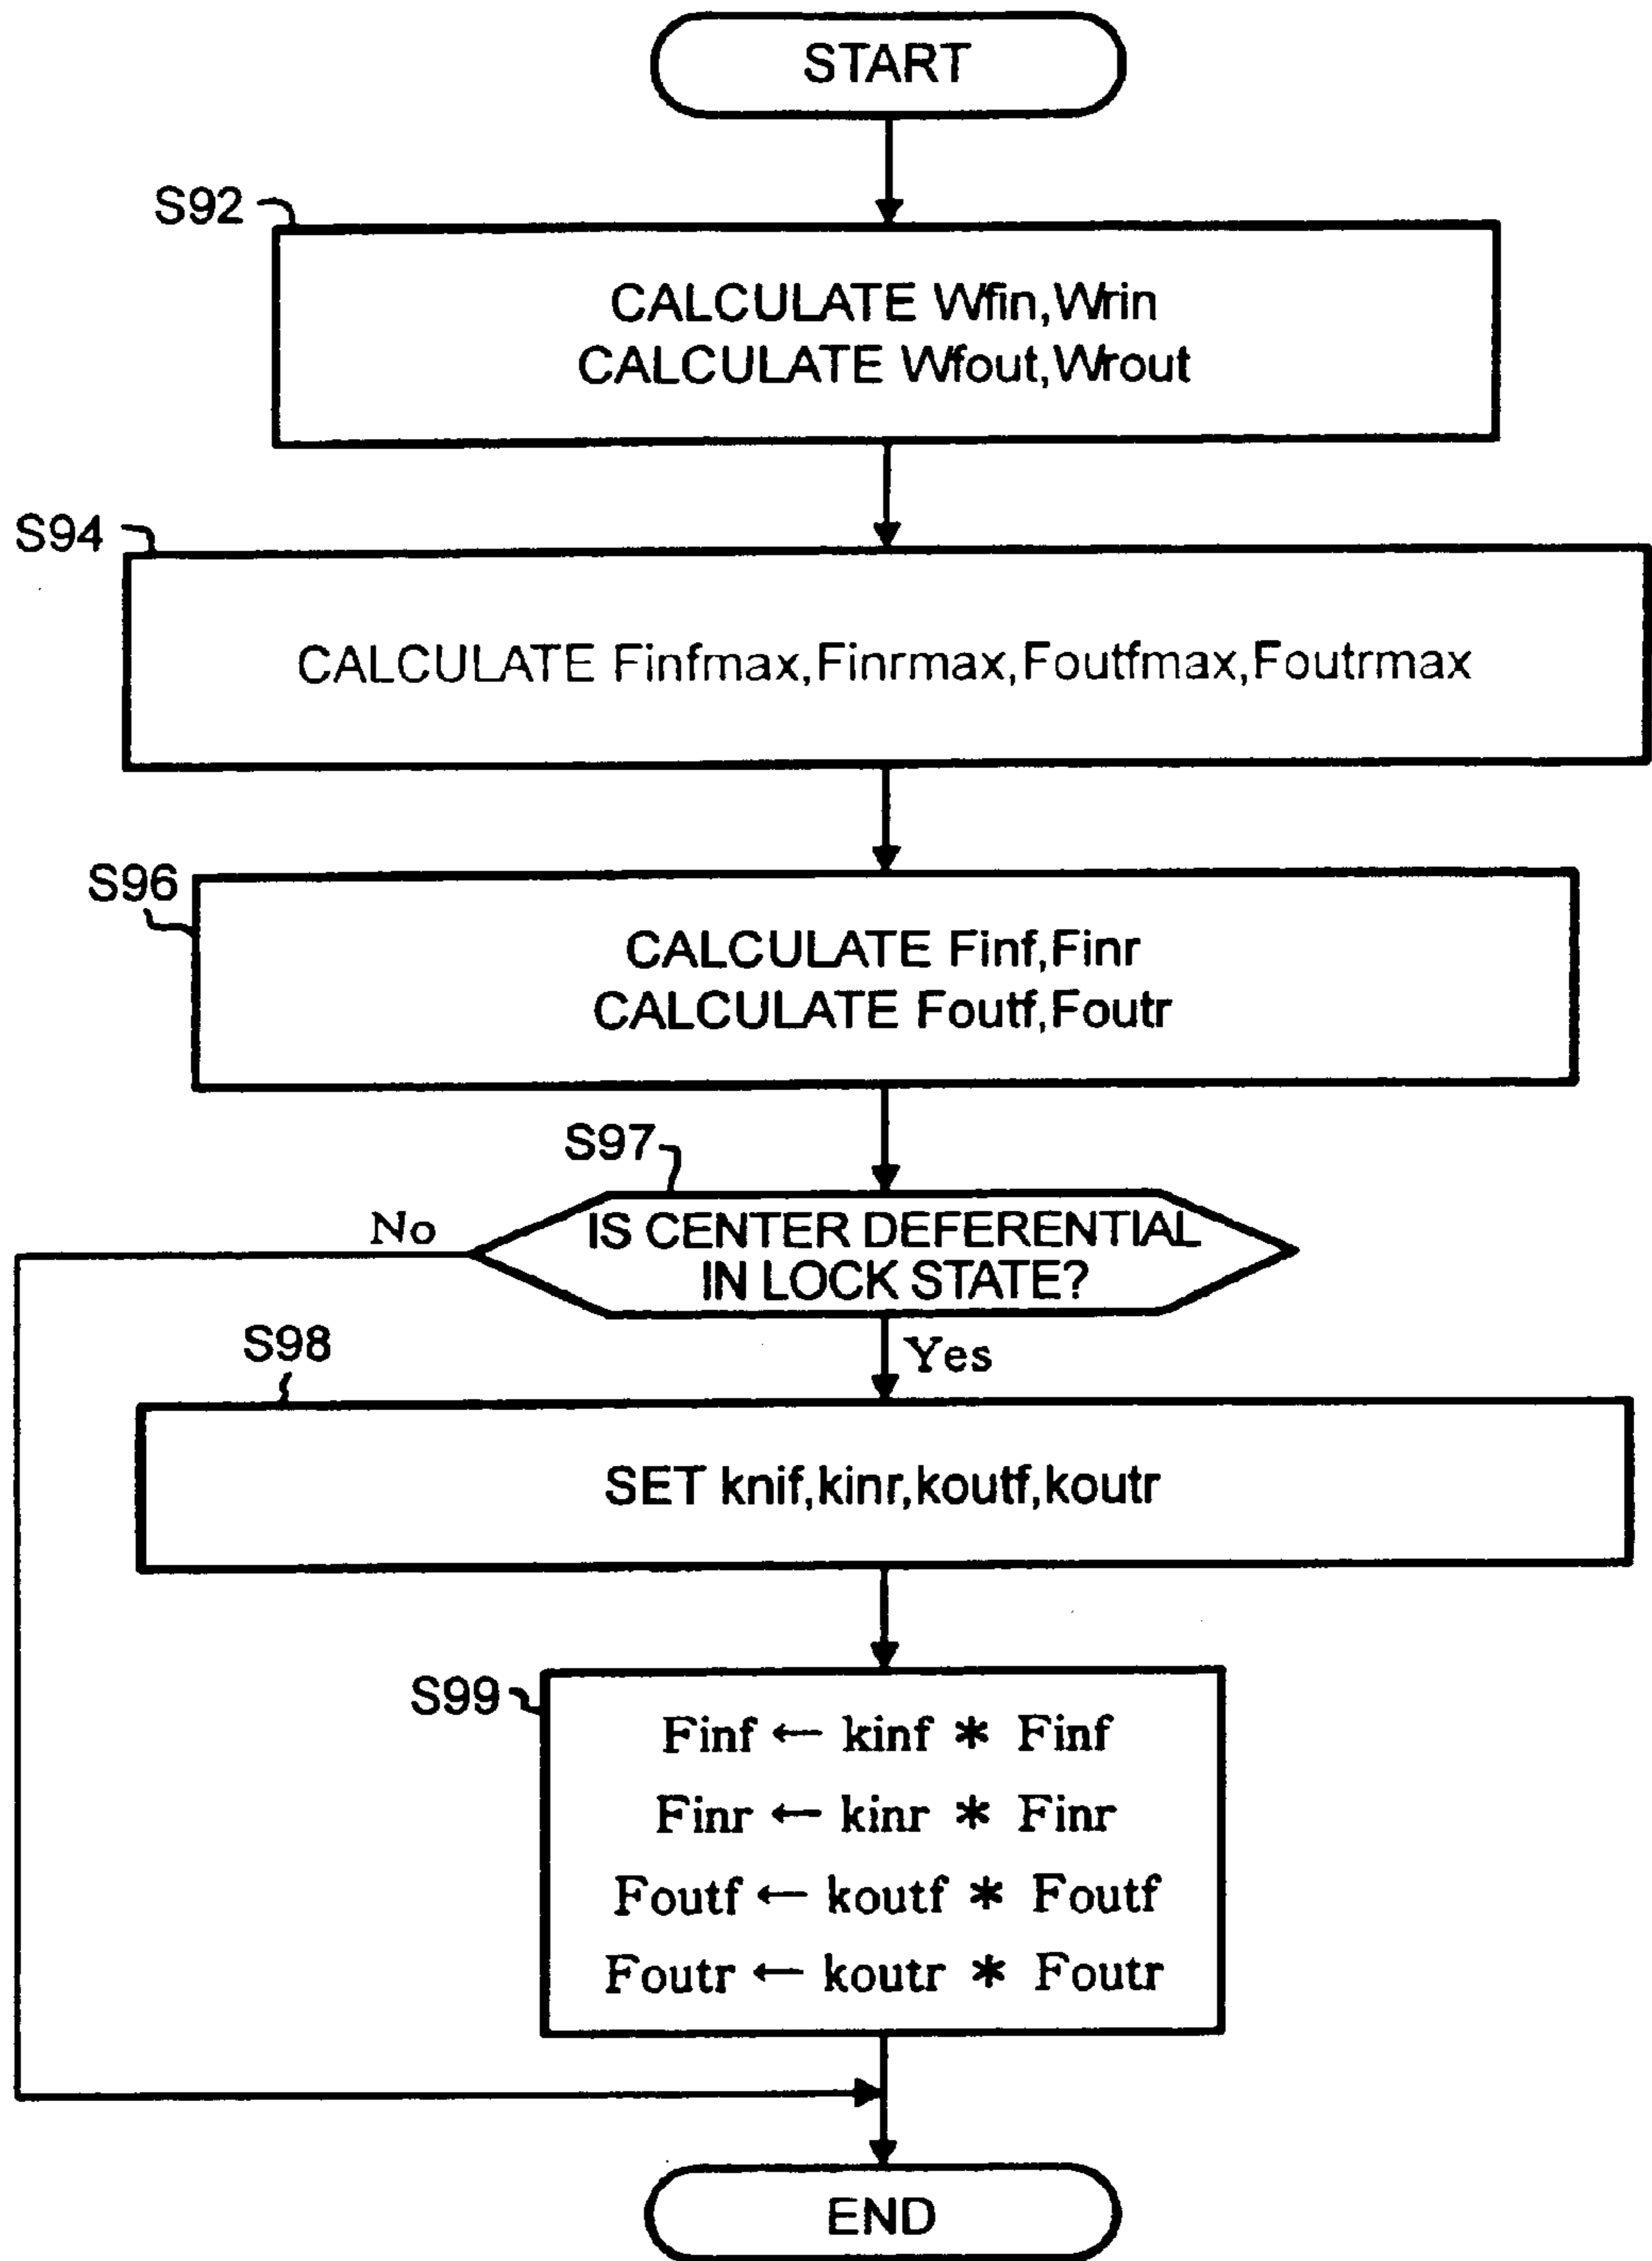 START
S92
CALCULATE Wfin,Wrin
CALCULATE Wfout,Wrout
S94
CALCULATE Finfmax,Finrmax,Foutfmax,Foutrmax
S96
CALCULATE Finf,Finr
CALCULATE Foutf,Foutr
S97
No
IS CENTER DEFERENTIAL
IN LOCK STATE?
Yes
S98
SET knif,kinr,koutf,koutr
S99
Finf ← kinf * Finf
Finr ← kinr * Finr
Foutf ← koutf * Foutf
Foutr ← koutr * Foutr
END